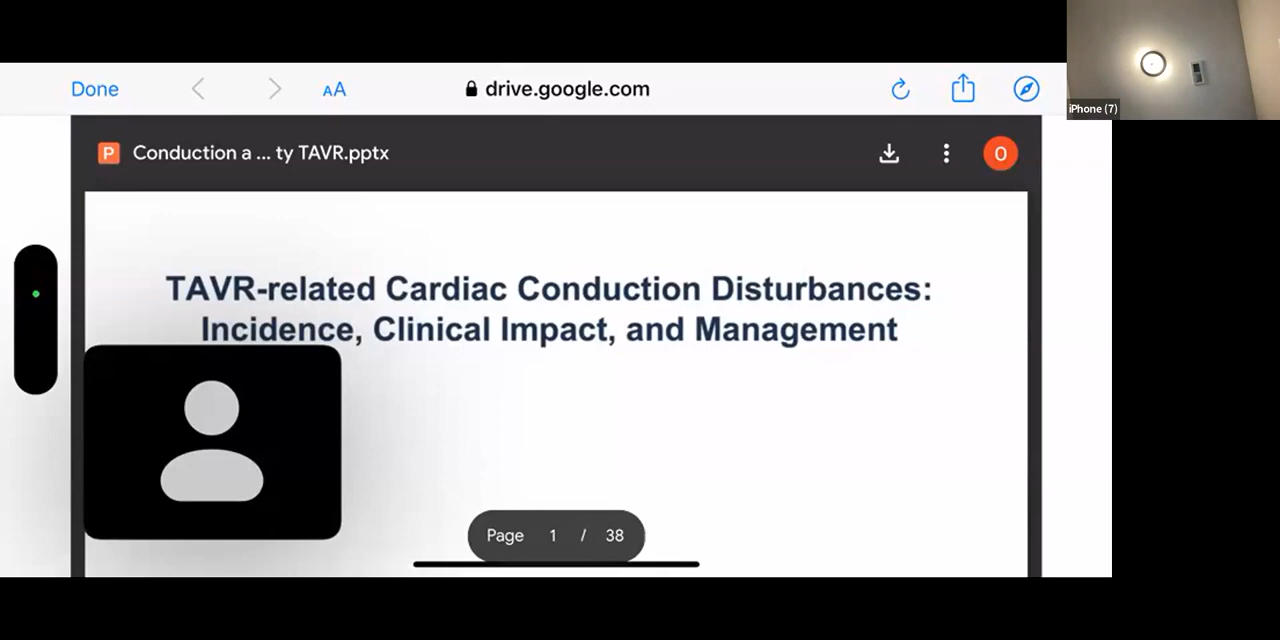 Done
AA
drive.google.com
iPhone (7)
P
Conduction a ... ty TAVR.pptx
O
TAVR-related Cardiac Conduction Disturbances:
Incidence, Clinical Impact, and Management
Page 1 / 38